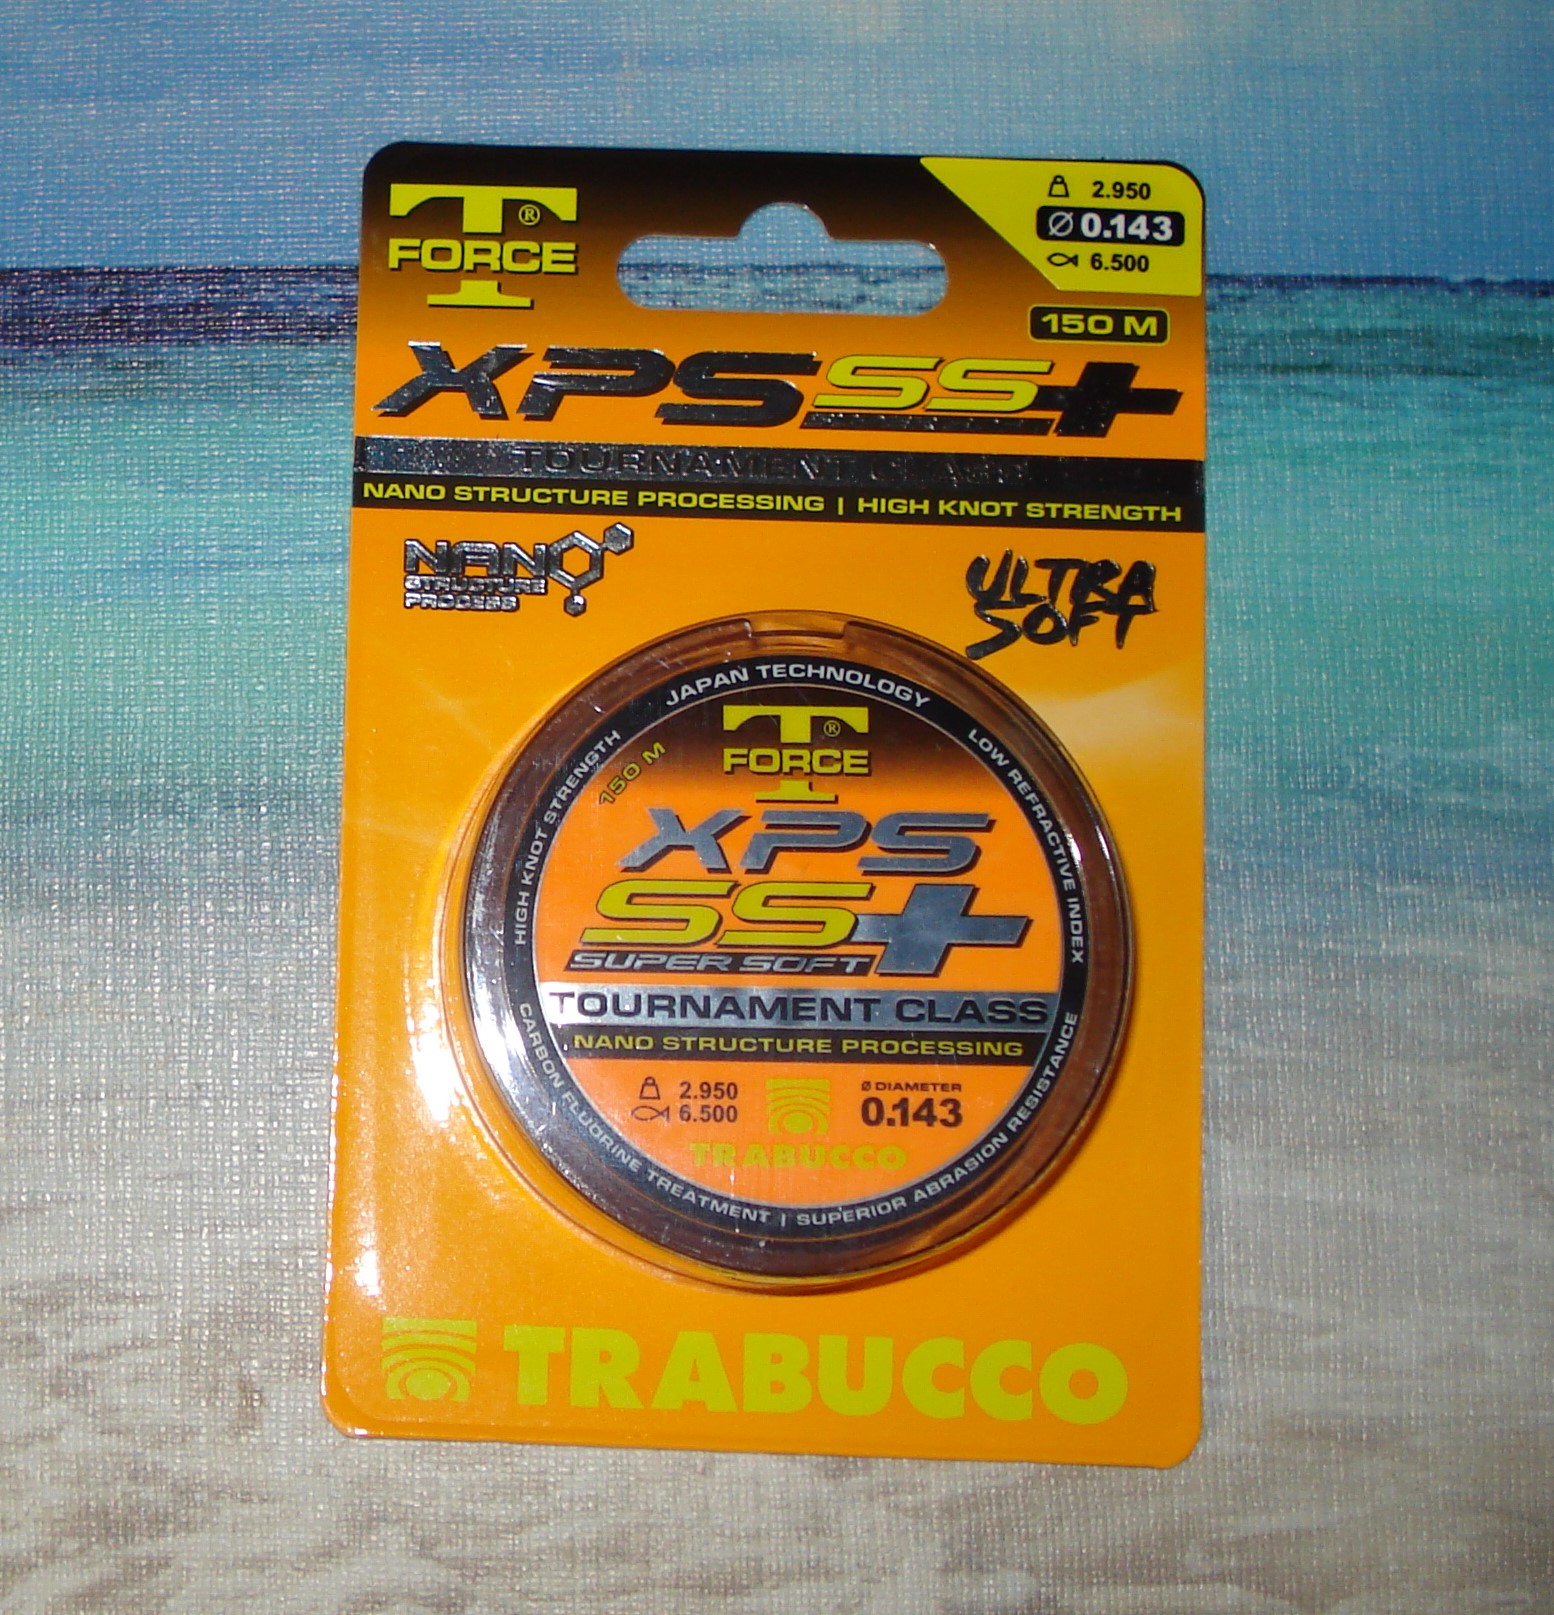 T®
FORCE
2.950
Ø 0.143
6.500
150 M
XPS SS+
TOURNAMENT CLASS
NANO STRUCTURE PROCESSING | HIGH KNOT STRENGTH
NANO
STRUCTURE
PROCESS
ULTRA
SOFT
JAPAN TECHNOLOGY
HIGH KNOT STRENGTH
LOW REFRACTIVE INDEX
150 M
T®
FORCE
XPS
SS+
SUPER SOFT
TOURNAMENT CLASS
NANO STRUCTURE PROCESSING
2.950
6.500
Ø DIAMETER
0.143
TRABUCCO
CARBON FLUORINE TREATMENT | SUPERIOR ABRASION RESISTANCE
TRABUCCO